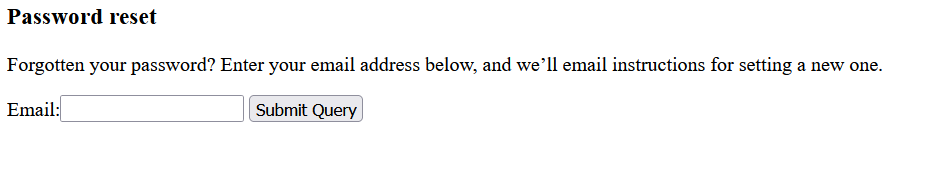 Password reset
Forgotten your password? Enter your email address below, and we’ll email instructions for setting a new one.
Email: Submit Query